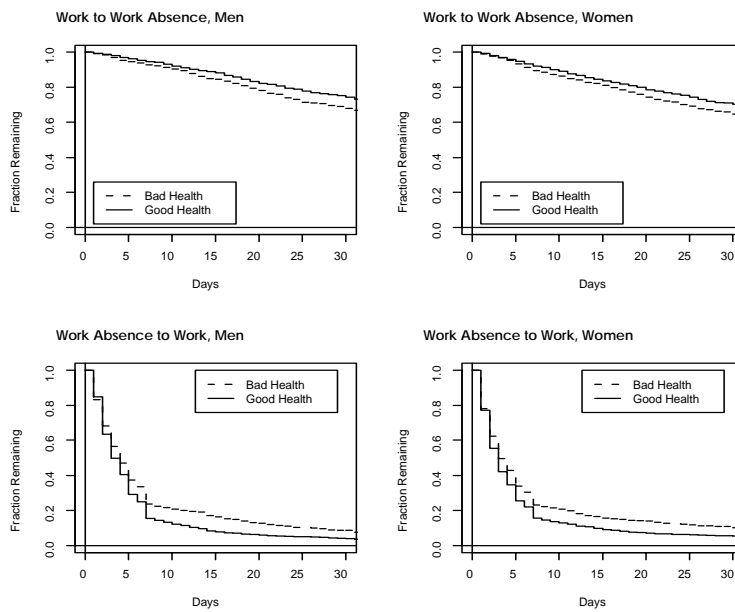 Work to Work Absence, Men
Fraction Remaining
0.0 0.2 0.4 0.6 0.8 1.0
Bad Health
Good Health
0 5 10 15 20 25 30
Days
Work to Work Absence, Women
Fraction Remaining
0.0 0.2 0.4 0.6 0.8 1.0
Bad Health
Good Health
0 5 10 15 20 25 30
Days
Work Absence to Work, Men
Fraction Remaining
0.0 0.2 0.4 0.6 0.8 1.0
Bad Health
Good Health
0 5 10 15 20 25 30
Days
Work Absence to Work, Women
Fraction Remaining
0.0 0.2 0.4 0.6 0.8 1.0
Bad Health
Good Health
0 5 10 15 20 25 30
Days